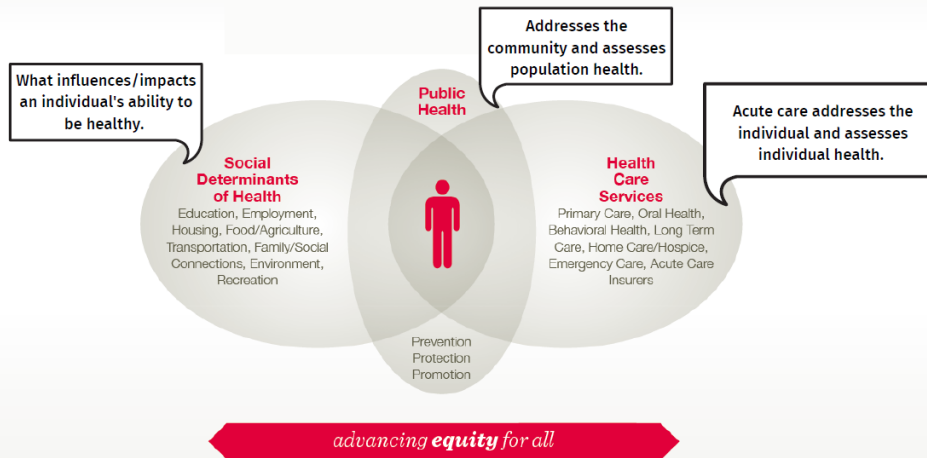 What influences/impacts
an individual's ability to
be healthy.
Addresses the
community and assesses
population health.
Acute care addresses the
individual and assesses
individual health.
Public
Health
Social
Determinants
of Health
Education, Employment,
Housing, Food/Agriculture,
Transportation, Family/Social
Connections, Environment,
Recreation
Health
Care
Services
Primary Care, Oral Health,
Behavioral Health, Long Term
Care, Home Care/Hospice,
Emergency Care, Acute Care
Insurers
Prevention
Protection
Promotion
advancing equity for all